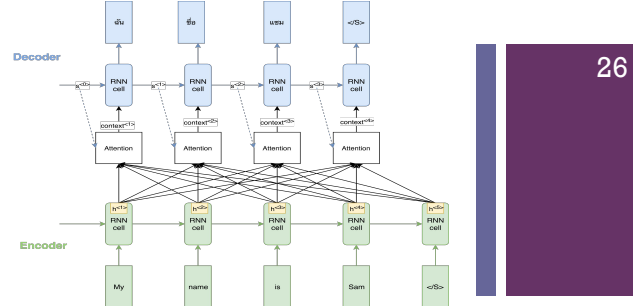 ฉัน ชื่อ แซม </S>
26
Decoder
a<0> RNN cell a<1> RNN cell a<2> RNN cell a<3> RNN cell
context<1> context<2> context<3> context<4>
Attention Attention Attention Attention
h<1> h<2> h<3> h<4> h<5>
RNN cell RNN cell RNN cell RNN cell RNN cell
Encoder
My name is Sam </S>